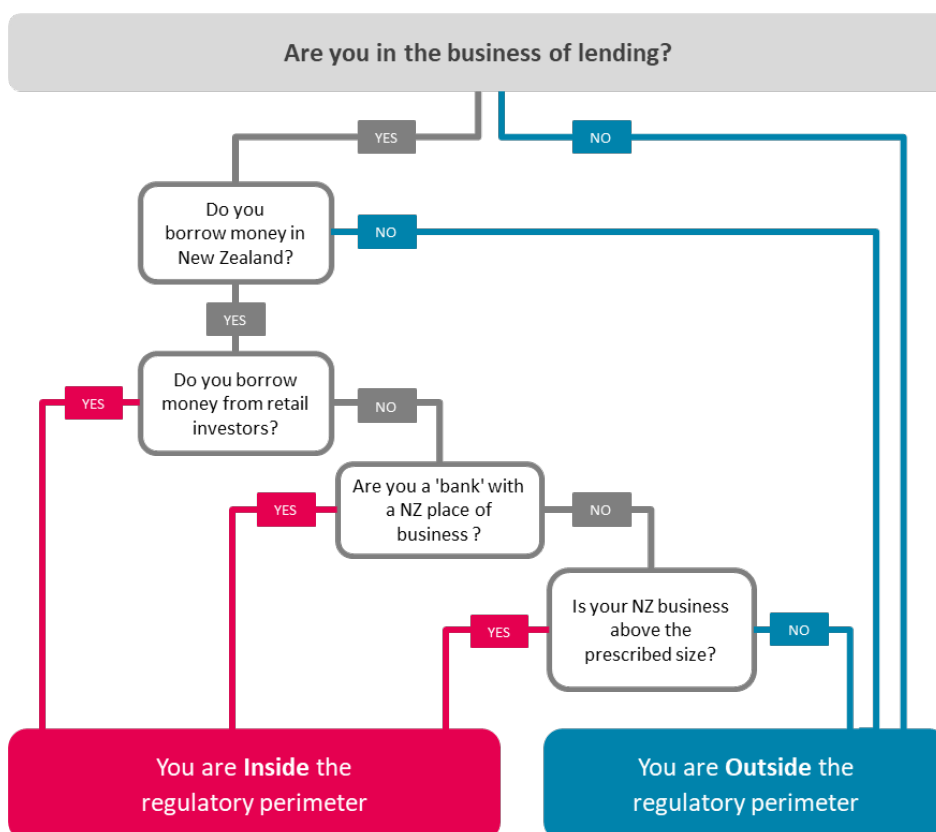 Are you in the business of lending?
YES
NO
Do you
borrow money in
New Zealand?
NO
YES
Do you borrow
money from retail
investors?
YES
NO
Are you a 'bank' with
a NZ place of
business ?
YES
NO
Is your NZ business
above the
prescribed size?
YES
NO
You are Inside the
regulatory perimeter
You are Outside the
regulatory perimeter